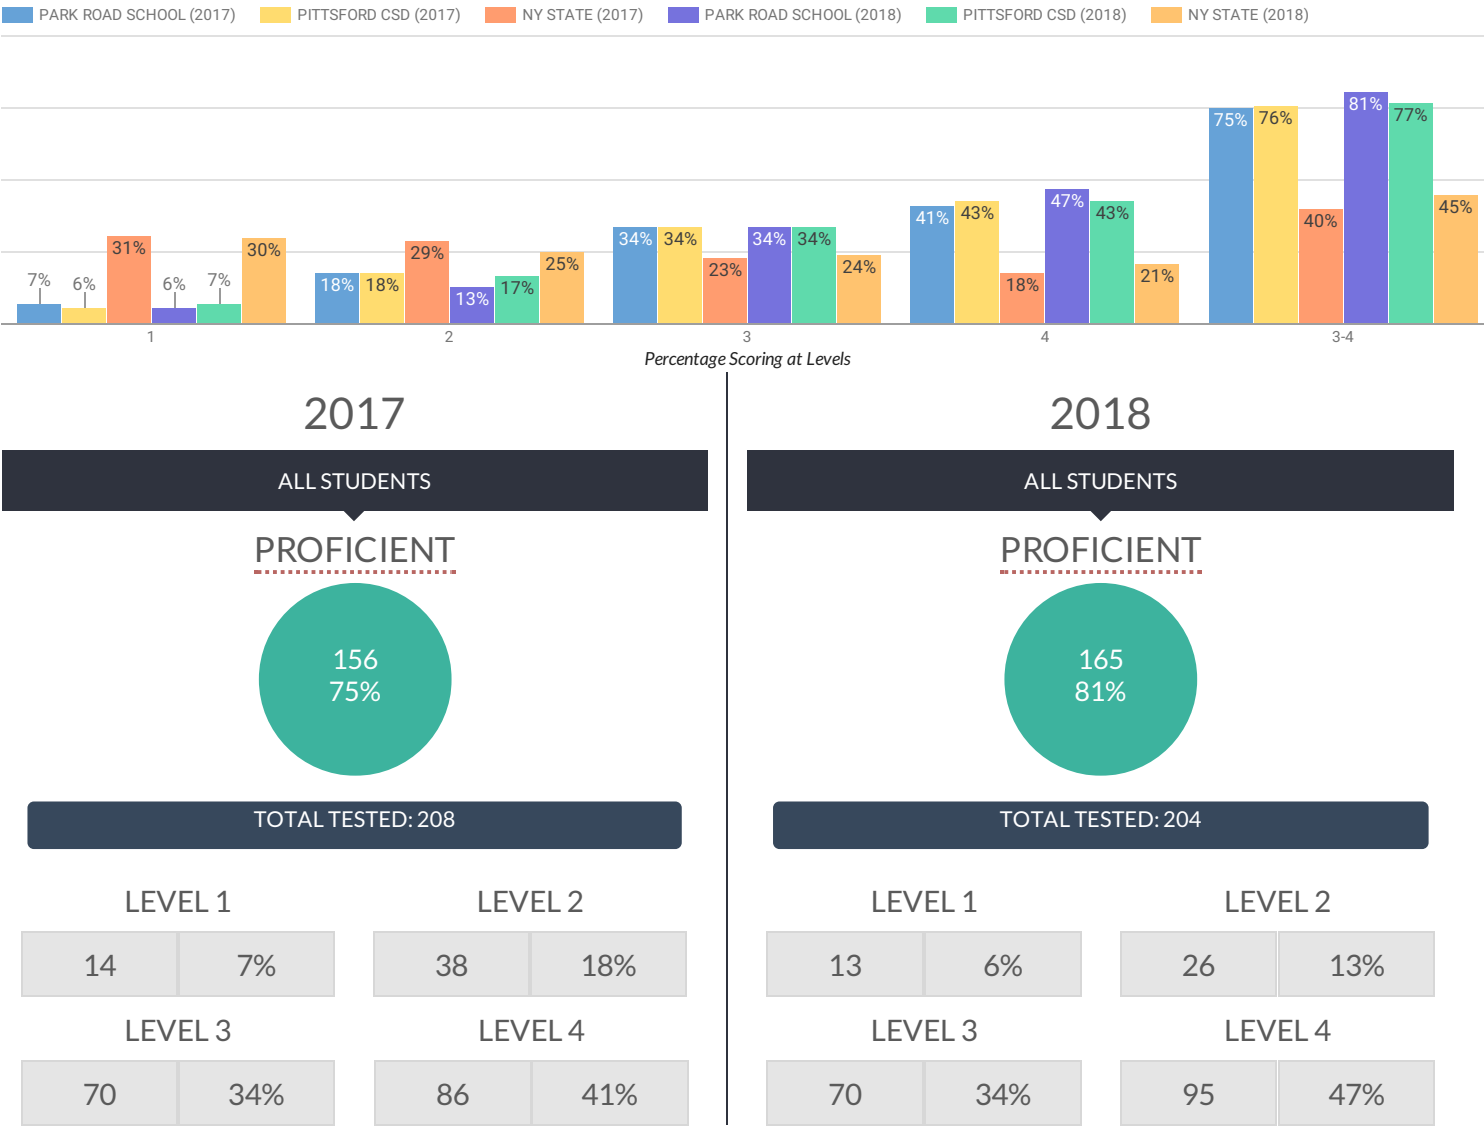 PARK ROAD SCHOOL (2017) PITTSFORD CSD (2017) NY STATE (2017) PARK ROAD SCHOOL (2018) PITTSFORD CSD (2018) NY STATE (2018)
7% 6% 31% 6% 7% 30%
18% 18% 29% 13% 17% 25%
34% 34% 23% 34% 34% 24%
41% 43% 18% 47% 43% 21%
75% 76% 40% 81% 77% 45%
1 2 3 4 3-4
Percentage Scoring at Levels
2017
ALL STUDENTS
PROFICIENT
156
75%
TOTAL TESTED: 208
LEVEL 1 LEVEL 2
14 7% 38 18%
LEVEL 3 LEVEL 4
70 34% 86 41%
2018
ALL STUDENTS
PROFICIENT
165
81%
TOTAL TESTED: 204
LEVEL 1 LEVEL 2
13 6% 26 13%
LEVEL 3 LEVEL 4
70 34% 95 47%